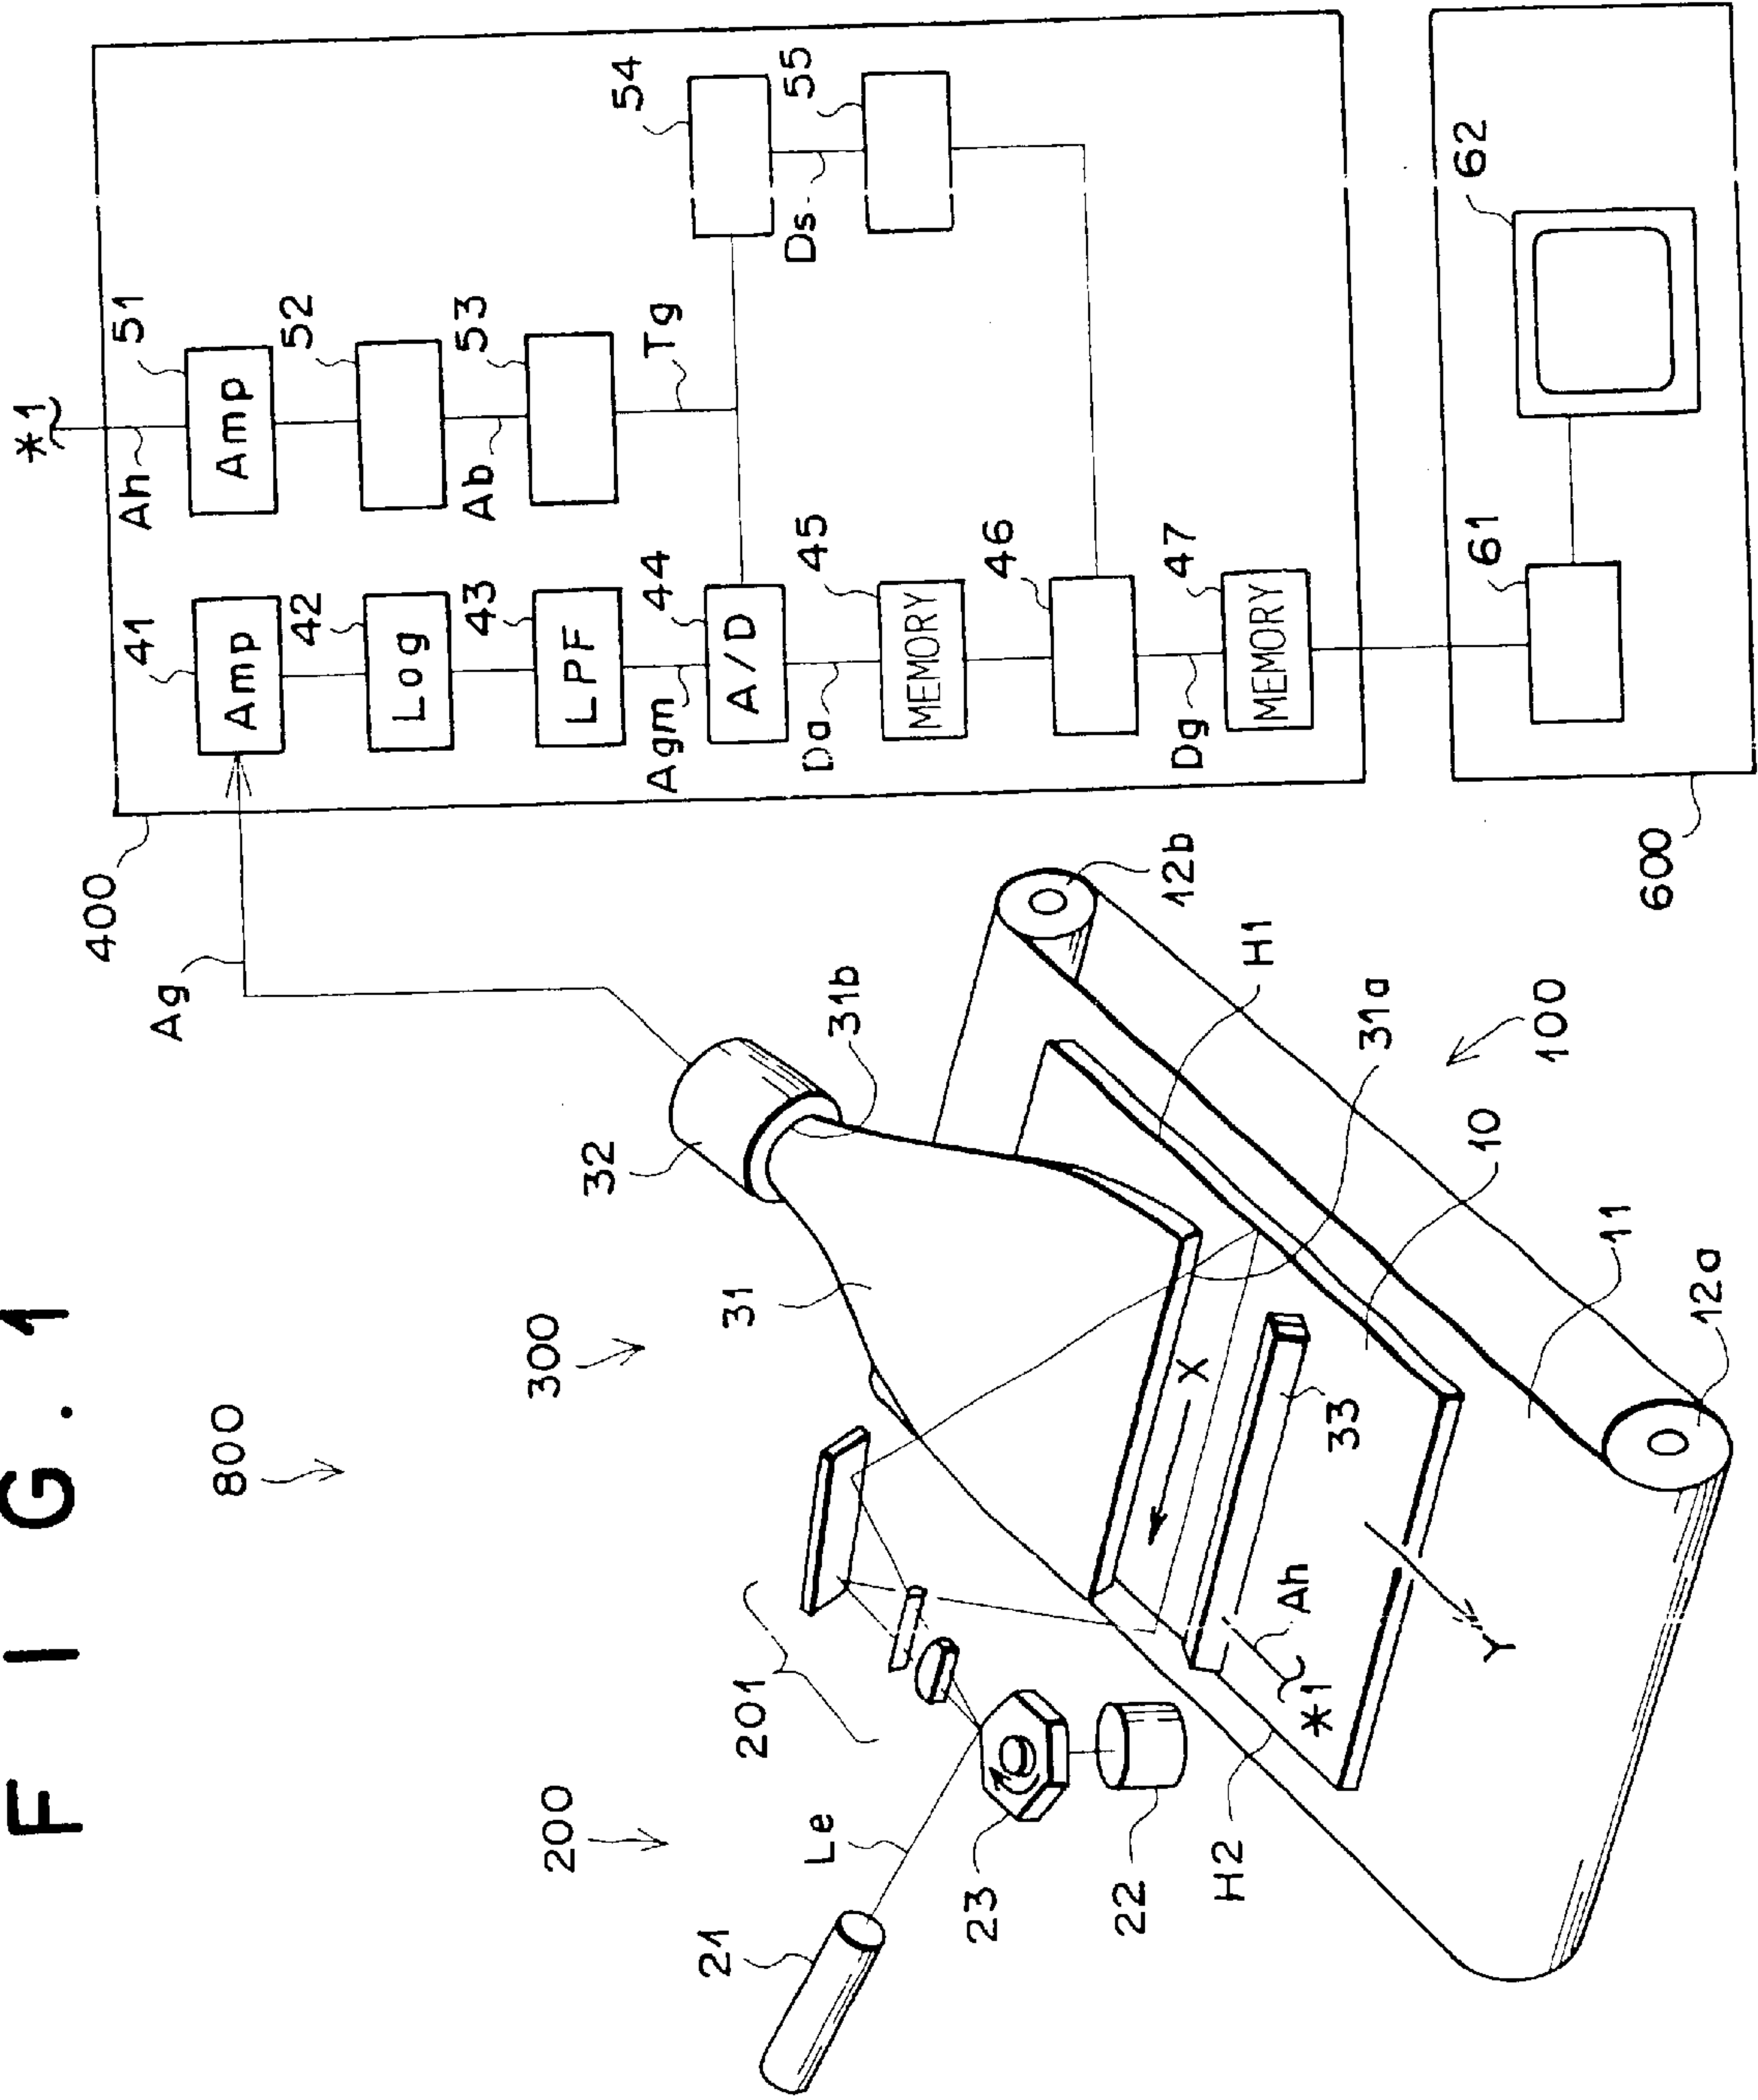 FIG. 1
800
200
201
300
400
21
Le
23
22
H2
31
32
31b
33
X
Y
Ah
*1
H1
31a
10
11
12a
12b
100
Ag
*1
Ah
41
Amp
42
Log
43
LPF
Agm
44
A/D
Da
45
MEMORY
46
Dg
47
MEMORY
51
Amp
52
Ab
53
Tg
54
Ds
55
600
61
62